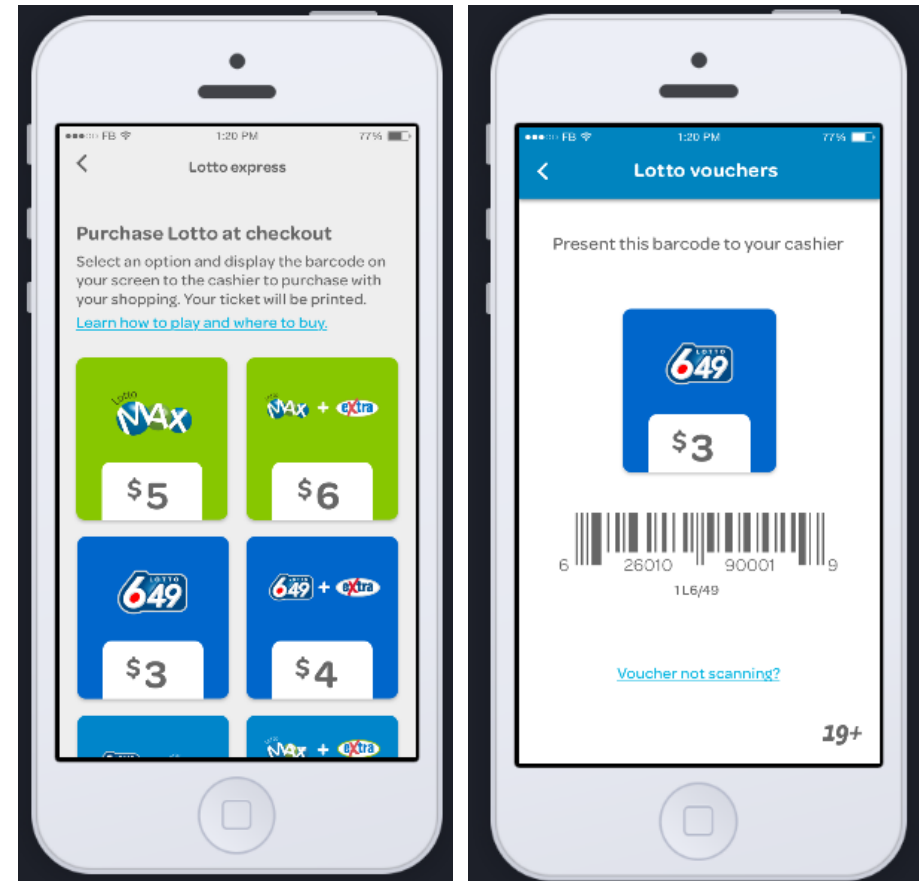 FB 1:20 PM 77%
Lotto express
Purchase Lotto at checkout
Select an option and display the barcode on
your screen to the cashier to purchase with
your shopping. Your ticket will be printed.
Learn how to play and where to buy.
Lotto
MAX
MAX + eXtra
$5
$6
LOTTO
649
649 + eXtra
$3
$4
MAX + eXtra
FB 1:20 PM 77%
Lotto vouchers
Present this barcode to your cashier
LOTTO
649
$3
6 26010 90001 9
1L6/49
Voucher not scanning?
19+